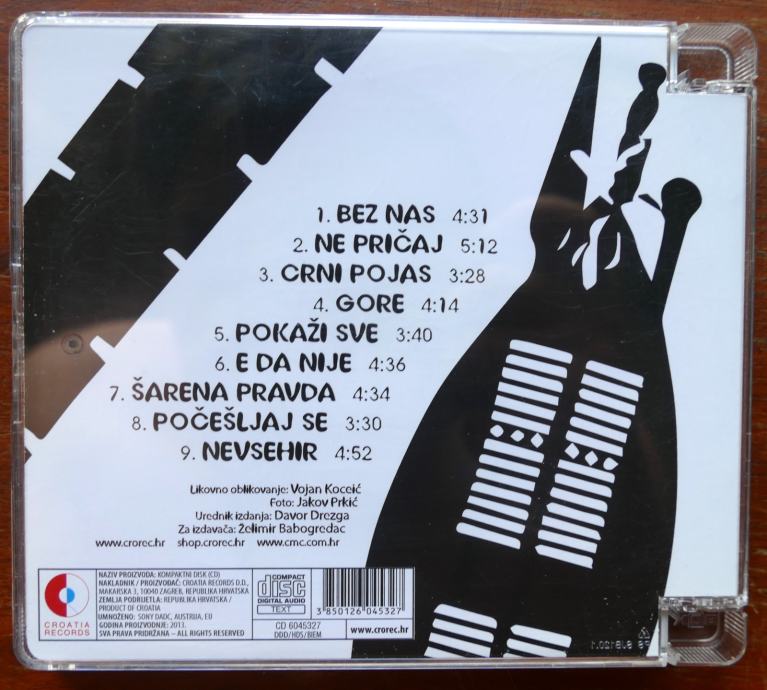 1. BEZ NAS 4:31
2. NE PRIČAJ 5:12
3. CRNI POJAS 3:28
4. GORE 4:14
5. POKAŽI SVE 3:40
6. E DA NIJE 4:36
7. ŠARENA PRAVDA 4:34
8. POČEŠLJAJ SE 3:30
9. NEVSEHIR 4:52
Likovno oblikovanje: Vojan Koceić
Foto: Jakov Prkić
Urednik izdanja: Davor Drezga
Za izdavača: Želimir Babogredac
www.crorec.hr shop.crorec.hr www.cmc.com.hr
CROATIA
RECORDS
NAZIV PROIZVODA: KOMPAKTNI DISK (CD)
NAKLADNIK / PROIZVOĐAČ: CROATIA RECORDS D.D.,
MAKARSKA 3, 10040 ZAGREB, REPUBLIKA HRVATSKA
ZEMLJA PODRIJETLA: REPUBLIKA HRVATSKA /
PRODUCT OF CROATIA
UMNOŽENO: SONY DADC, AUSTRIJA, EU
GODINA PROIZVODNJE: 2013.
SVA PRAVA PRIDRŽANA – ALL RIGHTS RESERVED
COMPACT
disc
DIGITAL AUDIO
TEXT
CD 6045327
DDD/HDS/BIEM
3 850126 045327
www.crorec.hr